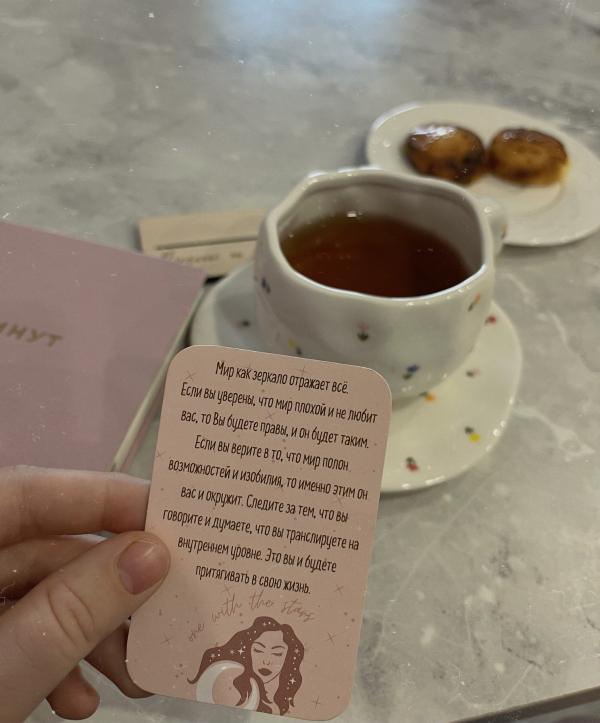 ИНУТ
Мир как зеркало отражает всё.
Если вы уверены, что мир плохой и не любит
вас, то Вы будете правы, и он будет таким.
Если вы верите в то, что мир полон
возможностей и изобилия, то именно этим он
вас и окружит. Следите за тем, что вы
говорите и думаете, что вы транслируете на
внутреннем уровне. Это вы и будете
притягивать в свою жизнь.
one with the stars